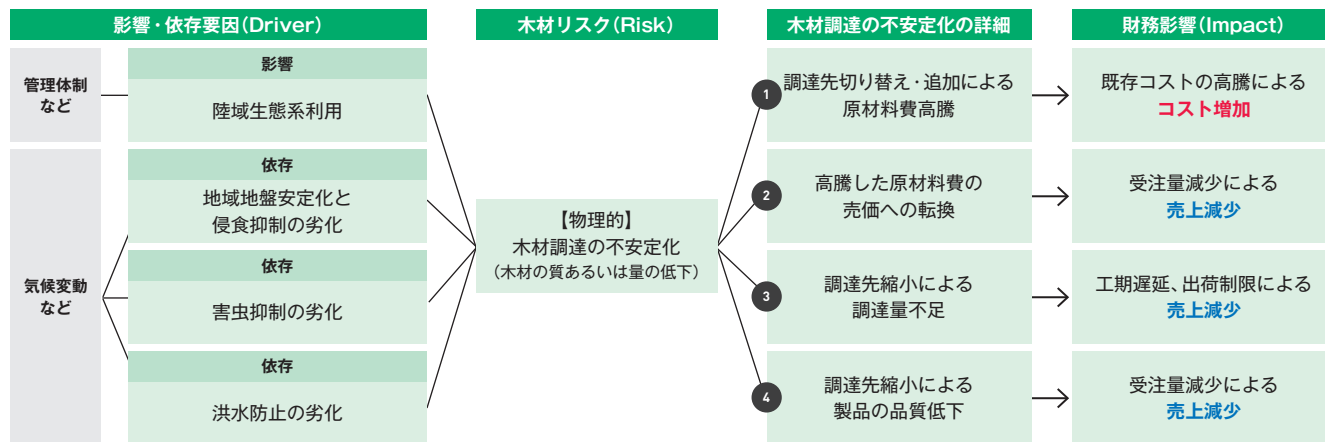 影響・依存要因(Driver)
木材リスク(Risk)
木材調達の不安定化の詳細
財務影響(Impact)
管理体制
など
影響
陸域生態系利用
気候変動
など
依存
地域地盤安定化と
侵食抑制の劣化
依存
害虫抑制の劣化
依存
洪水防止の劣化
【物理的】
木材調達の不安定化
(木材の質あるいは量の低下)
1
調達先切り替え・追加による
原材料費高騰
既存コストの高騰による
コスト増加
2
高騰した原材料費の
売価への転換
受注量減少による
売上減少
3
調達先縮小による
調達量不足
工期遅延、出荷制限による
売上減少
4
調達先縮小による
製品の品質低下
受注量減少による
売上減少